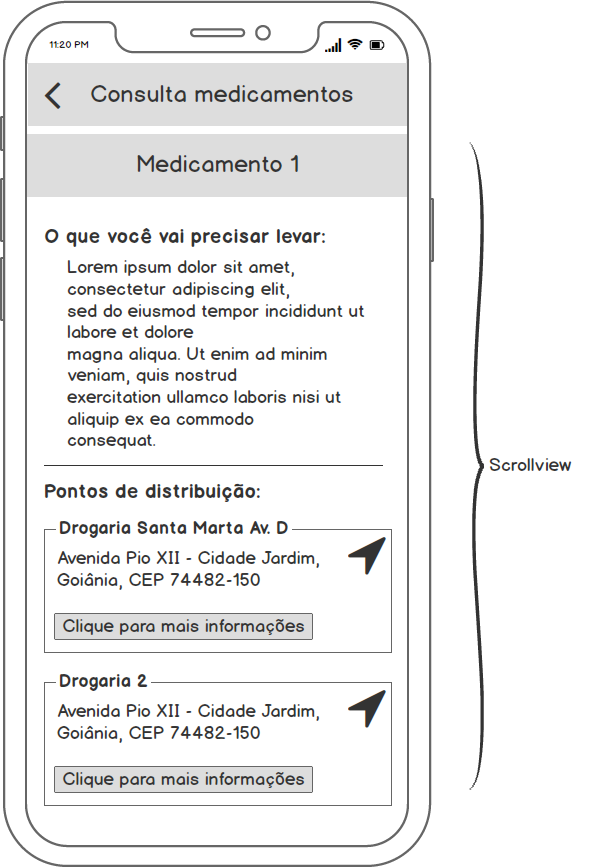 11:20 PM
Consulta medicamentos
Medicamento 1
O que você vai precisar levar:
Lorem ipsum dolor sit amet,
consectetur adipiscing elit,
sed do eiusmod tempor incididunt ut
labore et dolore
magna aliqua. Ut enim ad minim
veniam, quis nostrud
exercitation ullamco laboris nisi ut
aliquip ex ea commodo
consequat.
Scrollview
Pontos de distribuição:
Drogaria Santa Marta Av. D
Avenida Pio XII - Cidade Jardim,
Goiânia, CEP 74482-150
Clique para mais informações
Drogaria 2
Avenida Pio XII - Cidade Jardim,
Goiânia, CEP 74482-150
Clique para mais informações